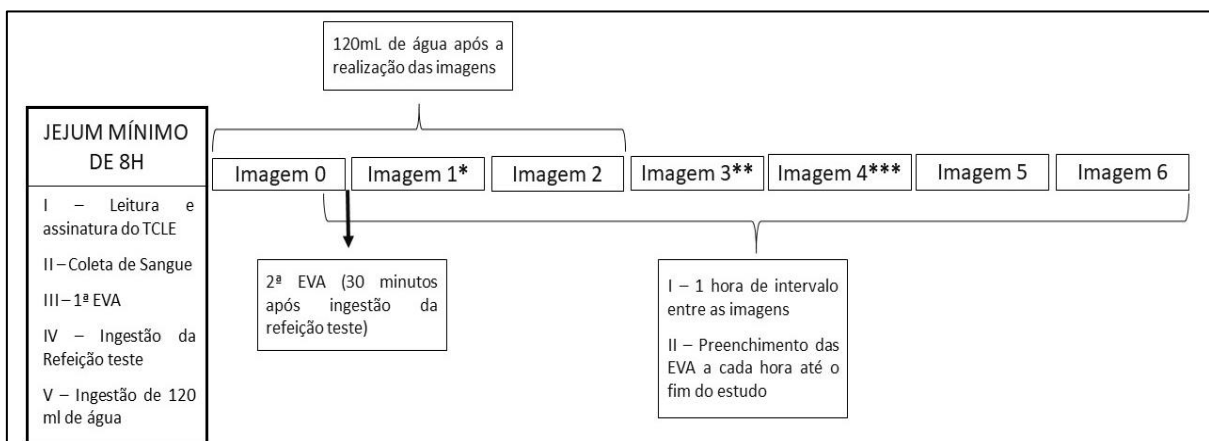 120mL de água após a
realização das imagens
JEJUM MÍNIMO
DE 8H
I – Leitura e
assinatura do TCLE
II – Coleta de Sangue
III – 1ª EVA
IV – Ingestão da
Refeição teste
V – Ingestão de 120
ml de água
Imagem 0
Imagem 1*
Imagem 2
Imagem 3**
Imagem 4***
Imagem 5
Imagem 6
2ª EVA (30 minutos
após ingestão da
refeição teste)
I – 1 hora de intervalo
entre as imagens
II – Preenchimento das
EVA a cada hora até o
fim do estudo